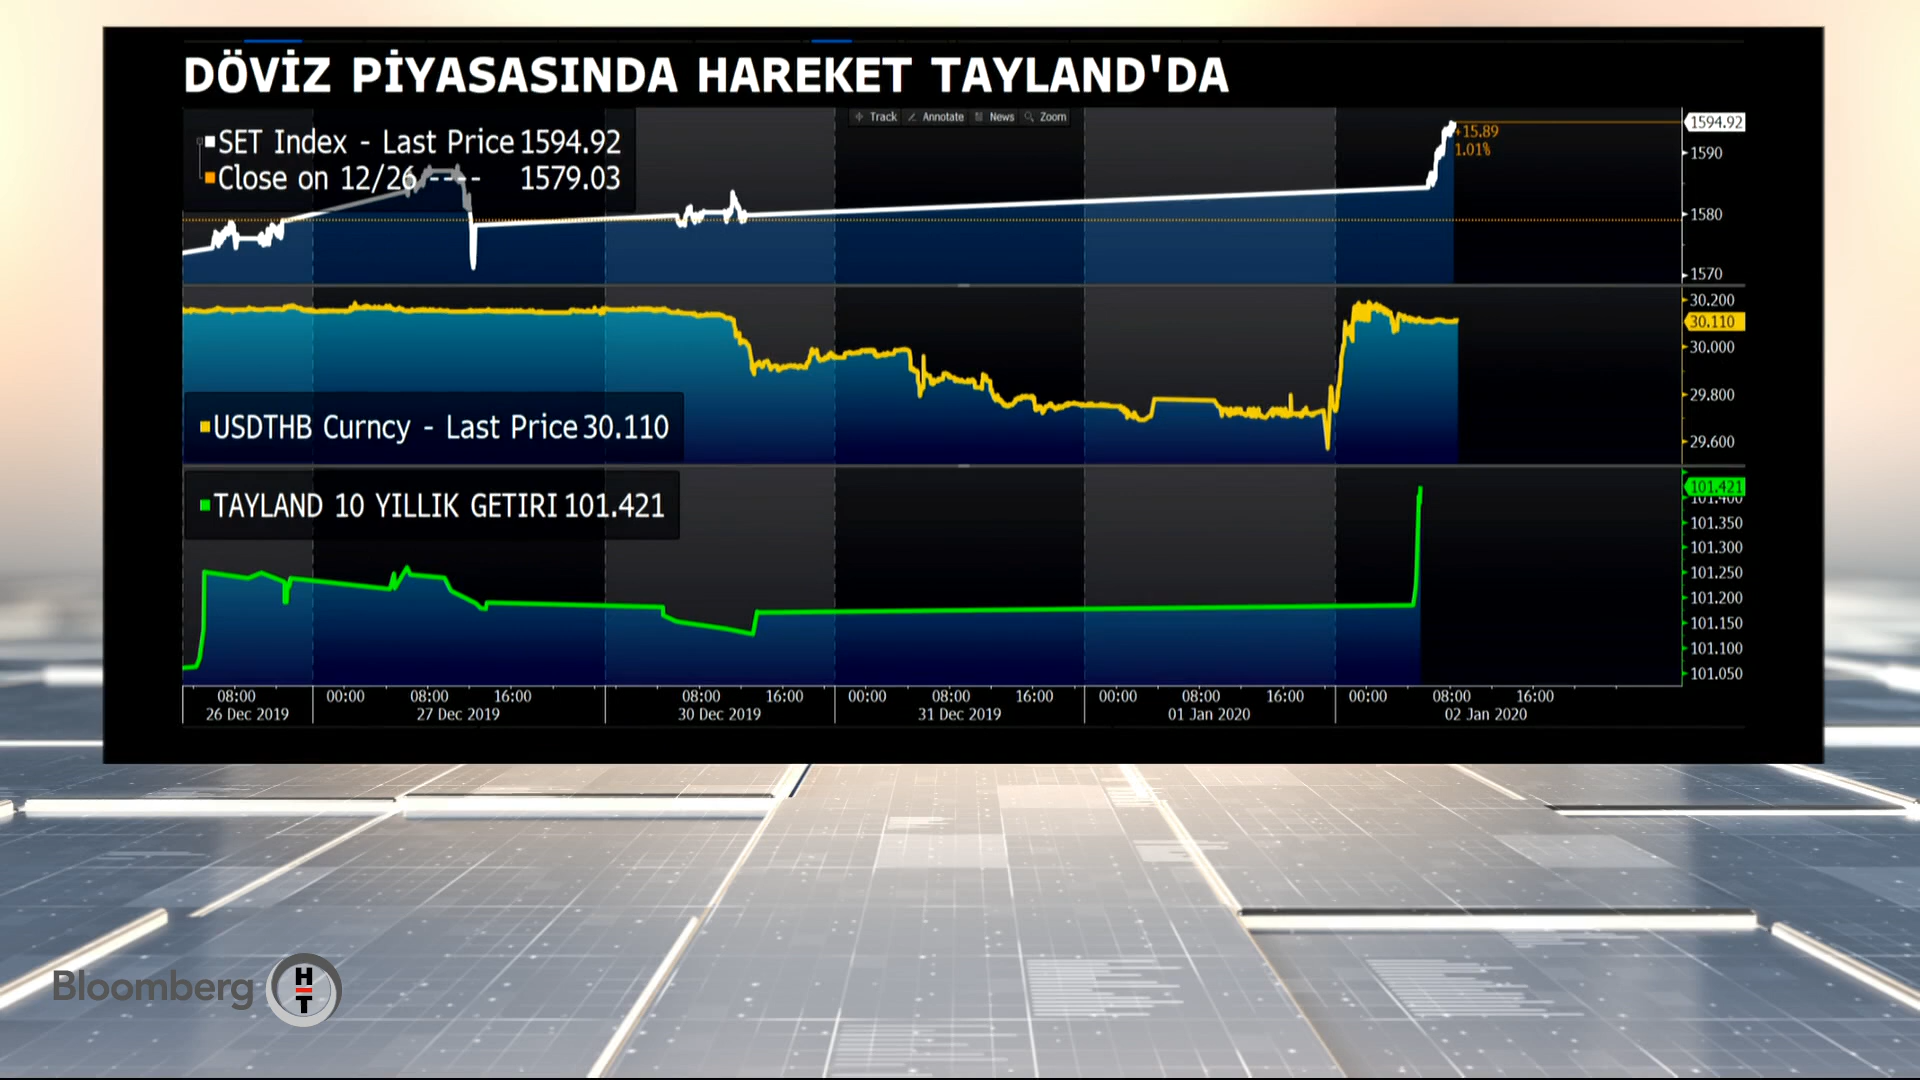 DÖVİZ PİYASASINDA HAREKET TAYLAND'DA
Track Annotate News Zoom
SET Index - Last Price 1594.92
Close on 12/26 ---- 1579.03
+15.89
1.01%
1594.92
1590
1580
1570
30.200
30.110
30.000
29.800
29.600
USDTHB Curncy - Last Price 30.110
TAYLAND 10 YILLIK GETIRI 101.421
101.421
101.400
101.350
101.300
101.250
101.200
101.150
101.100
101.050
08:00 00:00 08:00 16:00 08:00 16:00 00:00 08:00 16:00 00:00 08:00 16:00 00:00 08:00 16:00
26 Dec 2019 27 Dec 2019 30 Dec 2019 31 Dec 2019 01 Jan 2020 02 Jan 2020
Bloomberg HT